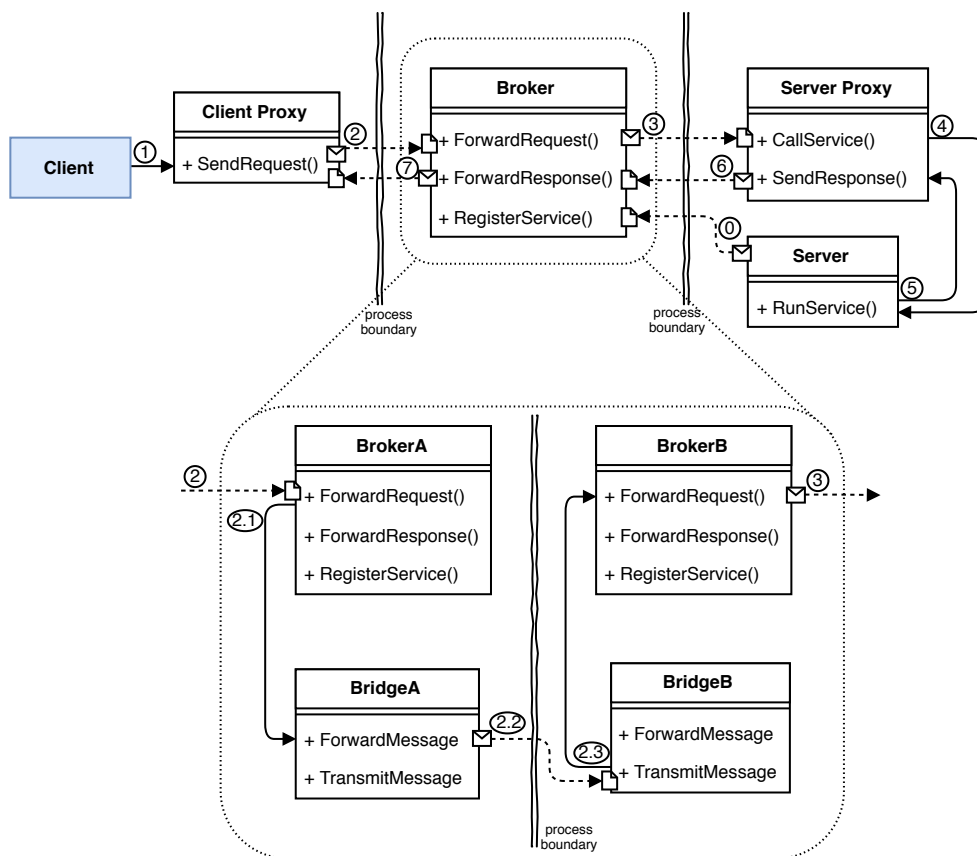 Client
1
Client Proxy
+ SendRequest()
2
7
Broker
+ ForwardRequest()
+ ForwardResponse()
+ RegisterService()
3
6
0
Server Proxy
+ CallService()
+ SendResponse()
4
Server
+ RunService()
5
process
boundary
process
boundary
2
2.1
BrokerA
+ ForwardRequest()
+ ForwardResponse()
+ RegisterService()
BrokerB
+ ForwardRequest()
+ ForwardResponse()
+ RegisterService()
3
BridgeA
+ ForwardMessage
+ TransmitMessage
2.2
2.3
BridgeB
+ ForwardMessage
+ TransmitMessage
process
boundary